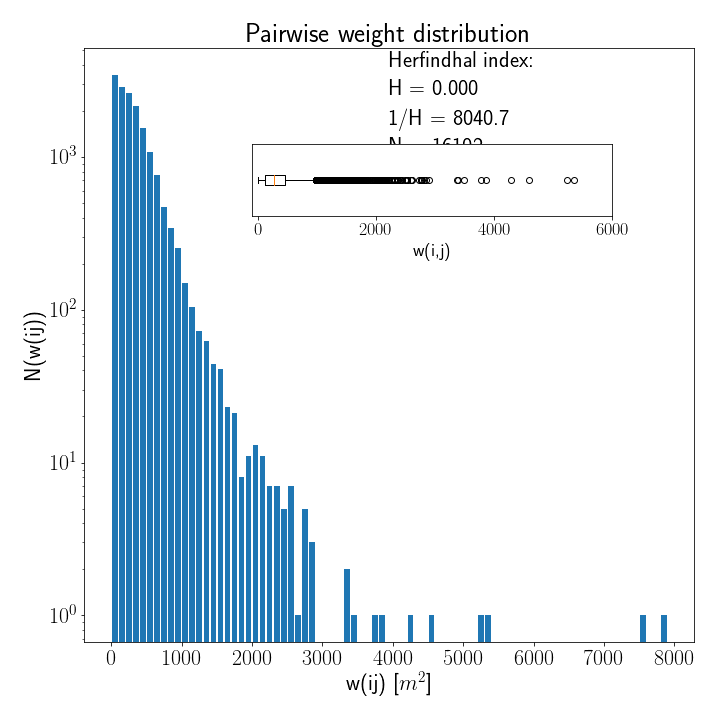 Pairwise weight distribution
Herfindhal index:
H = 0.000
1/H = 8040.7
10^3
10^2
10^1
10^0
N(w(ij))
0 2000 4000 6000
w(i,j)
0 1000 2000 3000 4000 5000 6000 7000 8000
w(ij) [m^2]